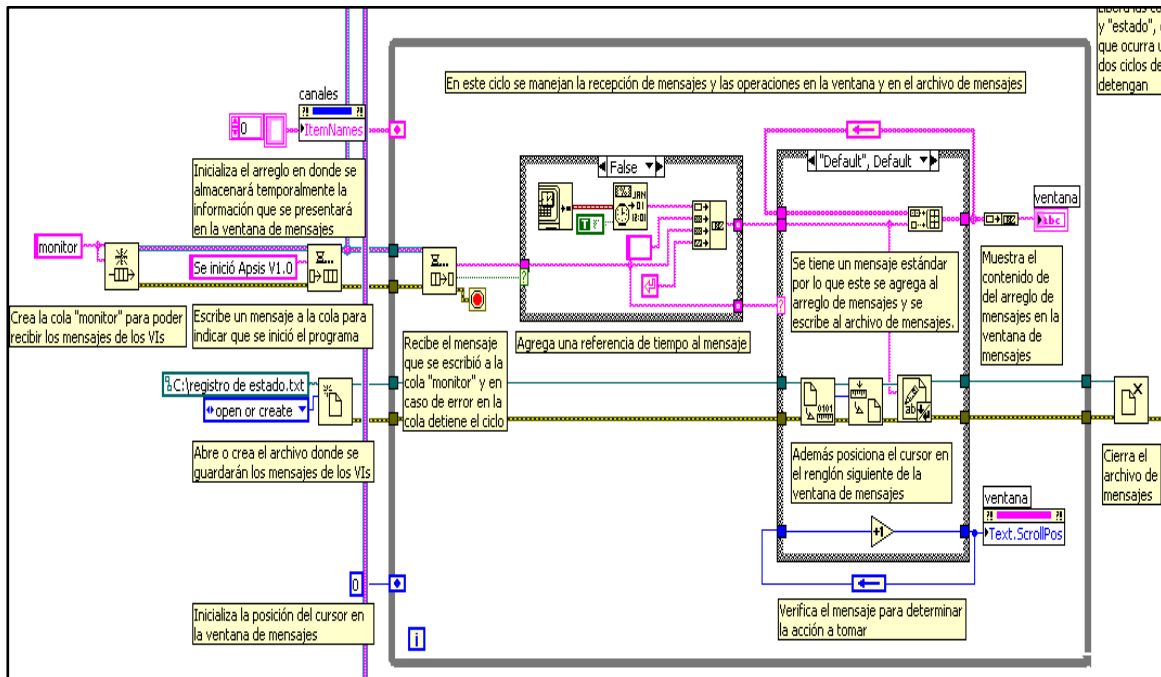 y "estado",
que ocurra
dos ciclos de
detengan
En este ciclo se manejan la recepción de mensajes y las operaciones en la ventana y en el archivo de mensajes
canales
0
ItemNames
Inicializa el arreglo en donde se
almacenará temporalmente la
información que se presentará
en la ventana de mensajes
False
"Default", Default
JAN
01
12:01
T
ventana
abc
monitor
Se inició Apsis V1.0
Crea la cola "monitor" para poder
recibir los mensajes de los VIs
Escribe un mensaje a la cola para
indicar que se inició el programa
Recibe el mensaje
que se escribió a la
cola "monitor" y en
caso de error en la
cola detiene el ciclo
Agrega una referencia de tiempo al mensaje
Se tiene un mensaje estándar
por lo que este se agrega al
arreglo de mensajes y se
escribe al archivo de mensajes.
Muestra el
contenido de
del arreglo de
mensajes en la
ventana de
mensajes
C:\registro de estado.txt
open or create
Abre o crea el archivo donde se
guardarán los mensajes de los VIs
0101
ab
Además posiciona el cursor en
el renglón siguiente de la
ventana de mensajes
Cierra el
archivo de
mensajes
ventana
Text.ScrollPos
+1
0
Inicializa la posición del cursor en
la ventana de mensajes
Verifica el mensaje para determinar
la acción a tomar
i